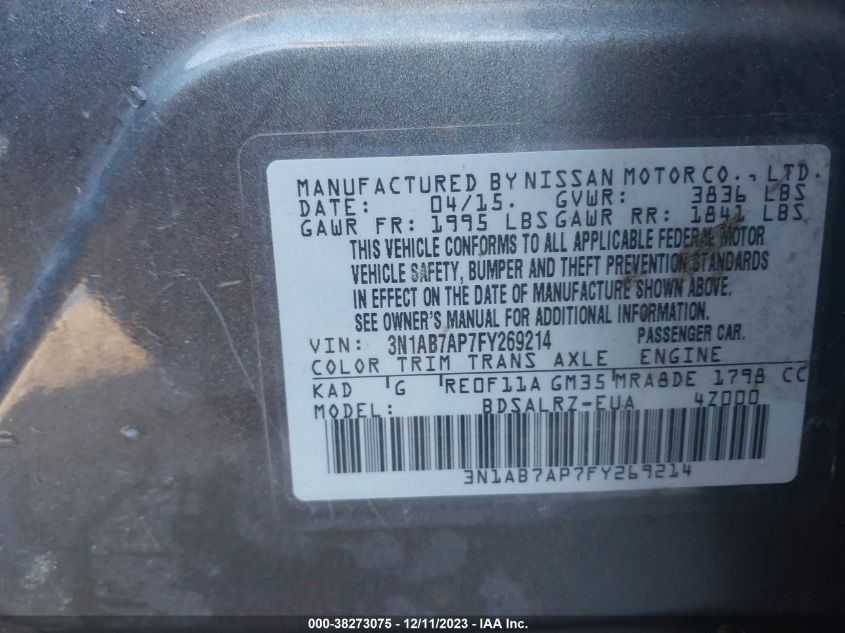 MANUFACTURED BY NISSAN MOTOR CO., LTD.
DATE: 04/15. GVWR: 3836 LBS
GAWR FR: 1995 LBS GAWR RR: 1841 LBS
THIS VEHICLE CONFORMS TO ALL APPLICABLE FEDERAL MOTOR
VEHICLE SAFETY, BUMPER AND THEFT PREVENTION STANDARDS
IN EFFECT ON THE DATE OF MANUFACTURE SHOWN ABOVE.
SEE OWNER'S MANUAL FOR ADDITIONAL INFORMATION.
VIN: 3N1AB7AP7FY269214 PASSENGER CAR.
COLOR TRIM TRANS AXLE ENGINE
KAD G RE0F11A GM35 MRA8DE 1798 CC
MODEL: BDSALRZ-EUA 4Z000
3N1AB7AP7FY269214
000-38273075 - 12/11/2023 - IAA Inc.